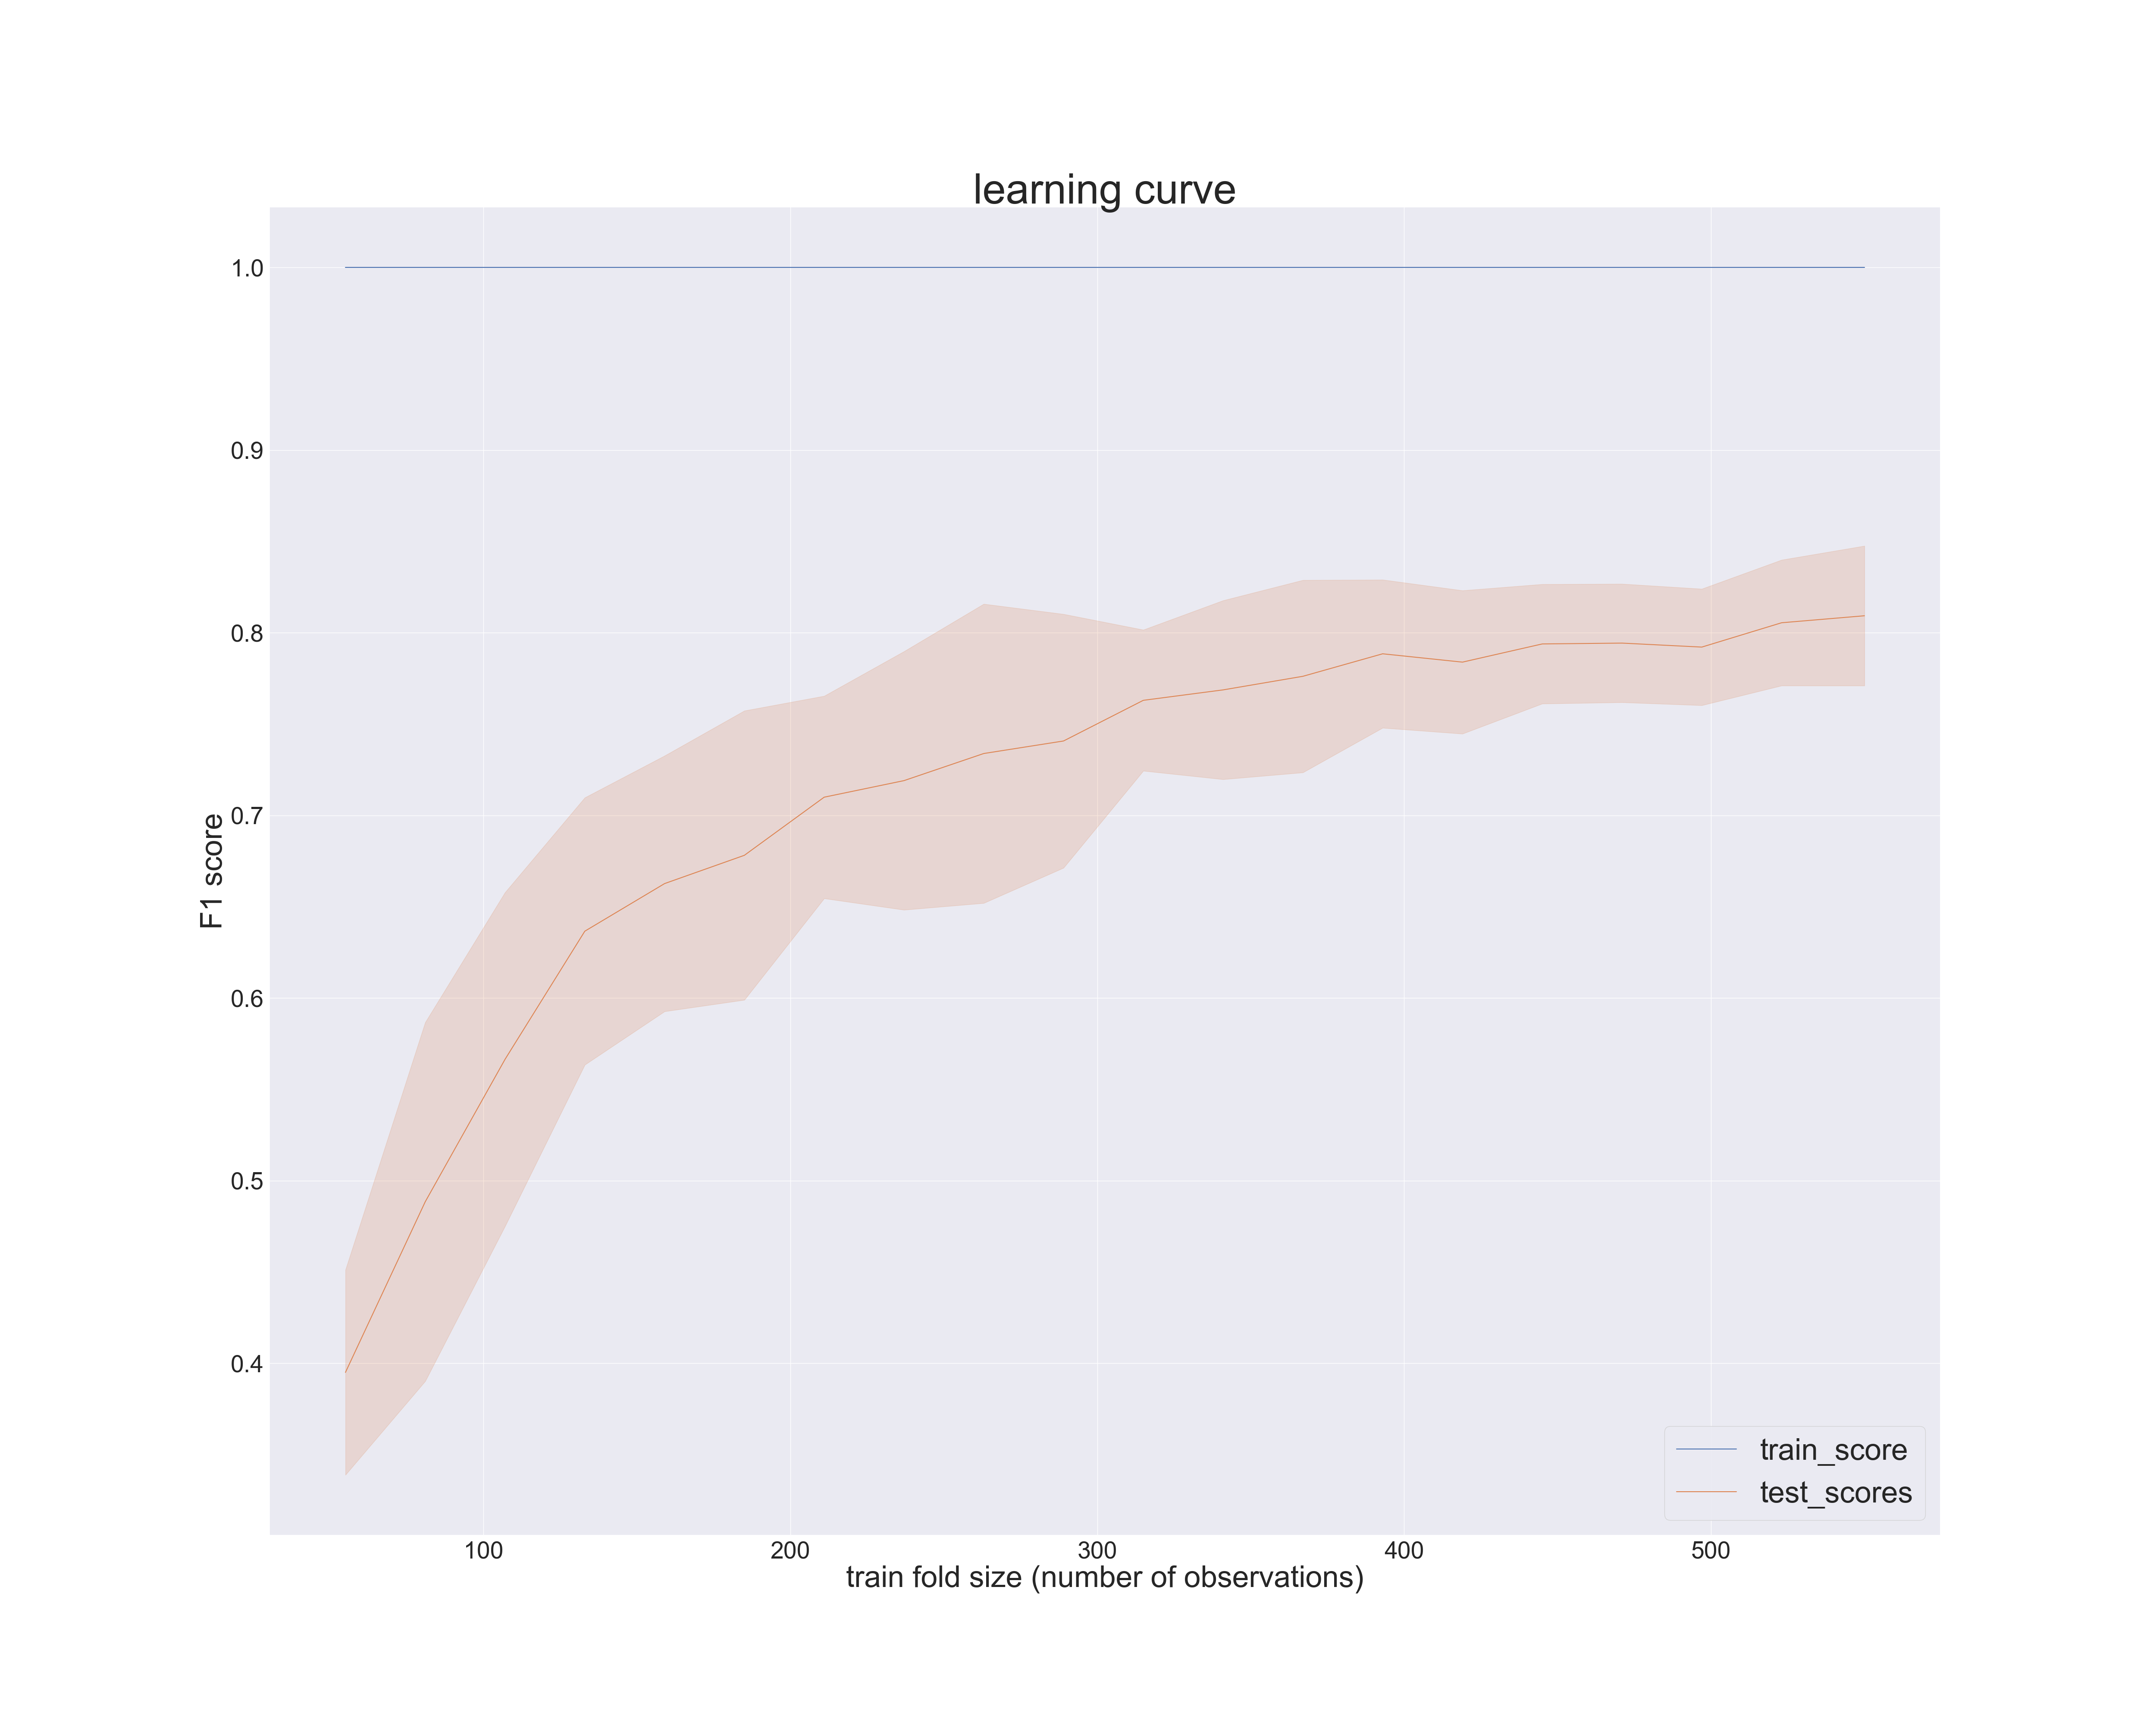 learning curve
1.0
0.9
0.8
0.7
0.6
0.5
0.4
F1 score
100 200 300 400 500
train fold size (number of observations)
train_score
test_scores